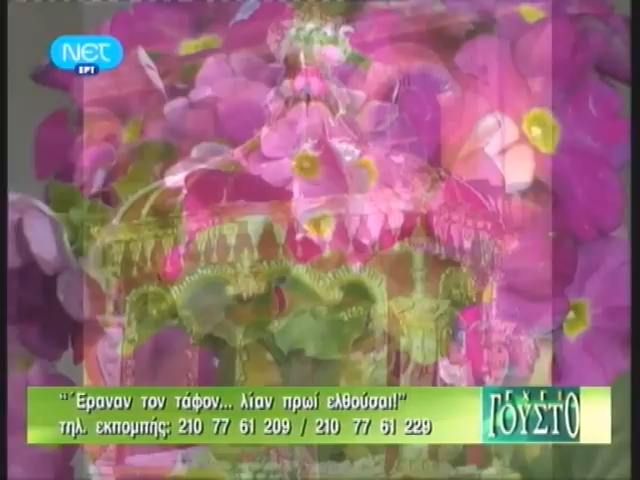 NET
ΕΡΤ
"Έραναν τον τάφον... λίαν πρωί ελθούσαι!"
τηλ. εκπομπής: 210 77 61 209 / 210 77 61 229
ΕΧΕΙ
ΓΟΥΣΤΟ